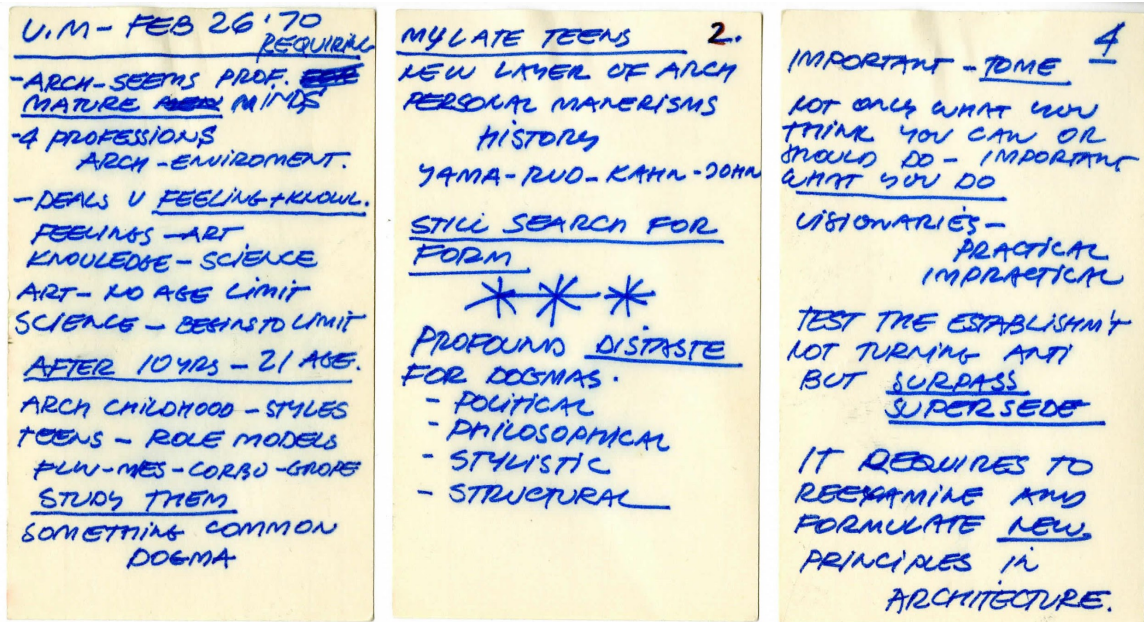 U.M - FEB 26 '70
REQUIRING
- ARCH - SEEMS PROF.
MATURE MINDS
- 4 PROFESSIONS
ARCH - ENVIROMENT.
- DEALS U FEELING + KNOWL.
FEELINGS - ART
KNOWLEDGE - SCIENCE
ART - NO AGE LIMIT
SCIENCE - BEGINS TO LIMIT
AFTER 10 YRS - 21 AGE.
ARCH CHILDHOOD - STYLES
TEENS - ROLE MODELS
FLW - MES - CORBU - GROPE
STUDY THEM
SOMETHING COMMON
DOGMA
MY LATE TEENS 2.
NEW LAYER OF ARCH
PERSONAL MANERISMS
HISTORY
YAMA - RUD - KAHN - JOHN
STILL SEARCH FOR
FORM
PROFOUND DISTASTE
FOR DOGMAS.
- POLITICAL
- PHILOSOPHICAL
- STYLISTIC
- STRUCTURAL
4
IMPORTANT - TOME
NOT ONLY WHAT YOU
THINK YOU CAN OR
SHOULD DO - IMPORTANT
WHAT YOU DO
VISIONARIES -
PRACTICAL
IMPRACTICAL
TEST THE ESTABLISHM'T
NOT TURNING ANTI
BUT SURPASS
SUPERSEDE
IT REQUIRES TO
REEXAMINE AND
FORMULATE NEW
PRINCIPLES IN
ARCHITECTURE.